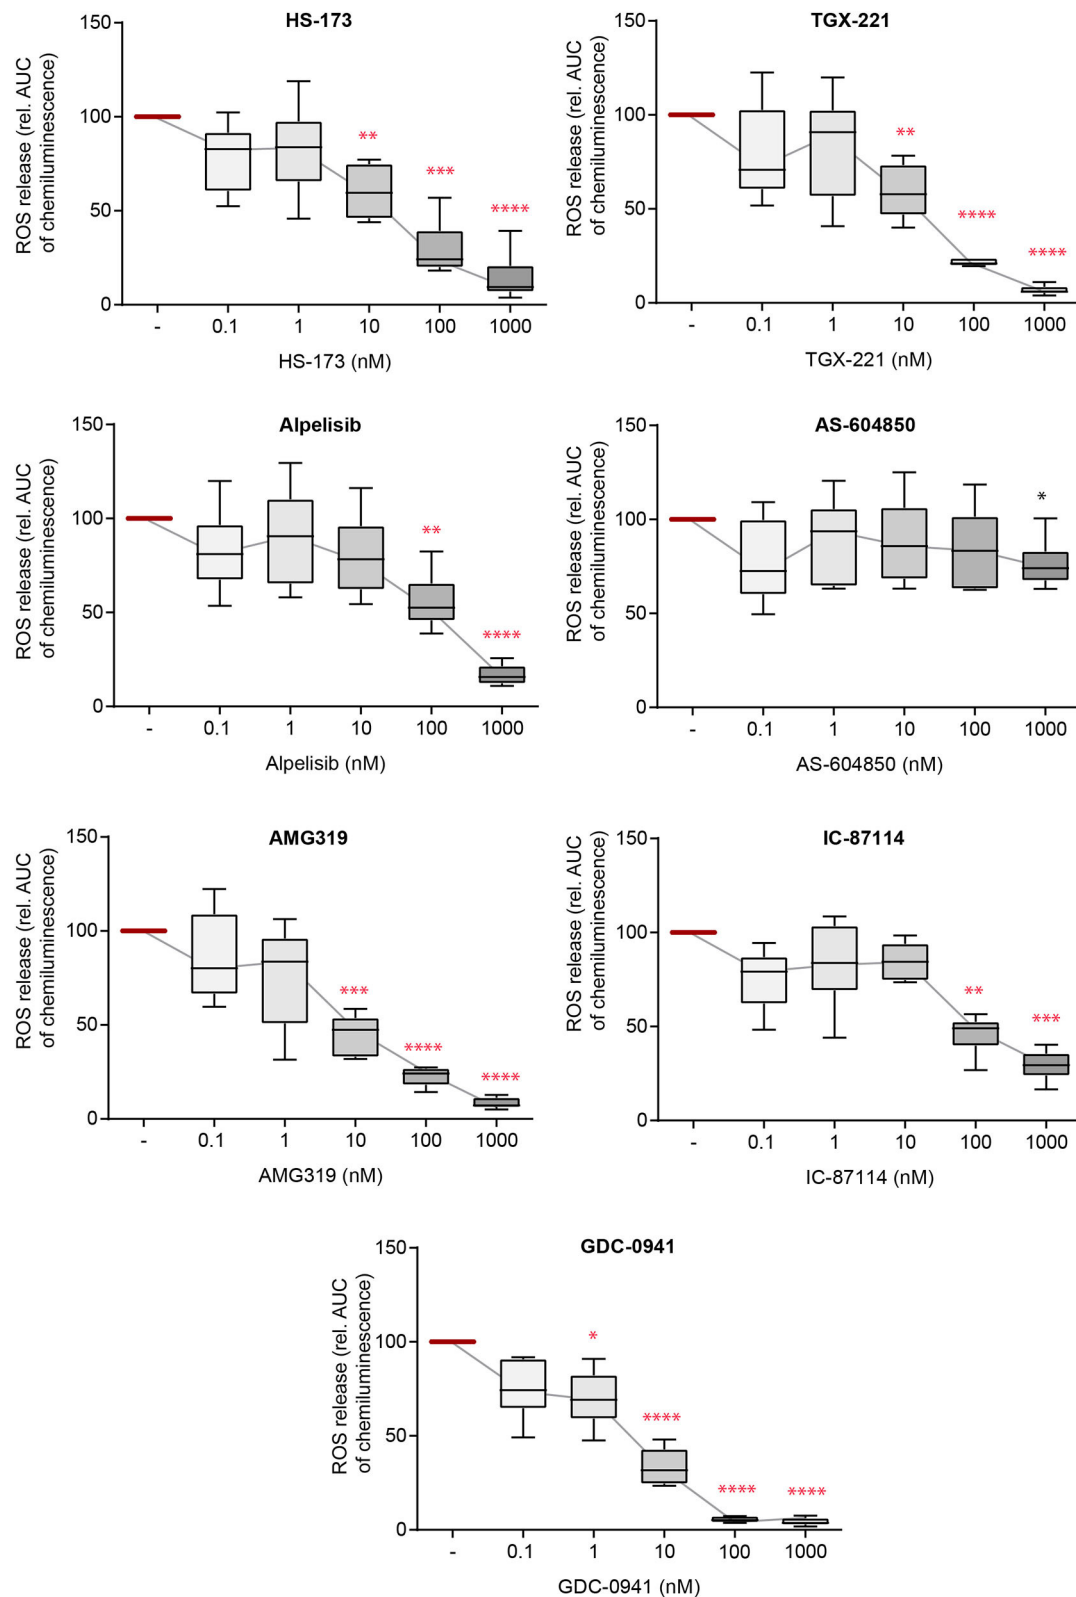 HS-173
ROS release (rel. AUC
of chemiluminescence)
150
100
50
0
**
***
****
- 0.1 1 10 100 1000
HS-173 (nM)
TGX-221
ROS release (rel. AUC
of chemiluminescence)
150
100
50
0
**
****
****
- 0.1 1 10 100 1000
TGX-221 (nM)
Alpelisib
ROS release (rel. AUC
of chemiluminescence)
150
100
50
0
**
****
- 0.1 1 10 100 1000
Alpelisib (nM)
AS-604850
ROS release (rel. AUC
of chemiluminescence)
150
100
50
0
*
- 0.1 1 10 100 1000
AS-604850 (nM)
AMG319
ROS release (rel. AUC
of chemiluminescence)
150
100
50
0
***
****
****
- 0.1 1 10 100 1000
AMG319 (nM)
IC-87114
ROS release (rel. AUC
of chemiluminescence)
150
100
50
0
**
***
- 0.1 1 10 100 1000
IC-87114 (nM)
GDC-0941
ROS release (rel. AUC
of chemiluminescence)
150
100
50
0
*
****
****
****
- 0.1 1 10 100 1000
GDC-0941 (nM)